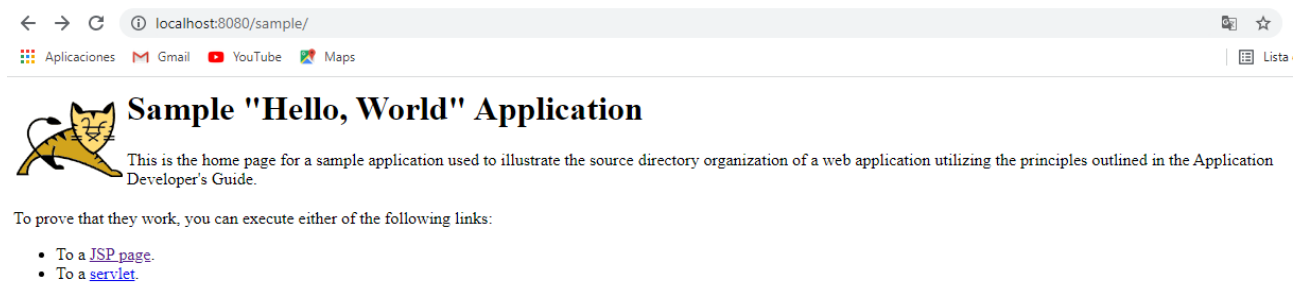 localhost:8080/sample/
Aplicaciones Gmail YouTube Maps Lista
Sample "Hello, World" Application
This is the home page for a sample application used to illustrate the source directory organization of a web application utilizing the principles outlined in the Application
Developer's Guide.
To prove that they work, you can execute either of the following links:
• To a JSP page.
• To a servlet.